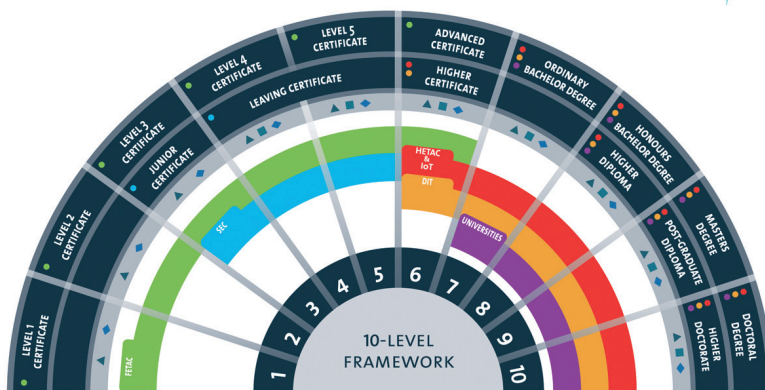 LEVEL 1
CERTIFICATE
LEVEL 2
CERTIFICATE
LEVEL 3
CERTIFICATE
JUNIOR
CERTIFICATE
LEVEL 4
CERTIFICATE
LEVEL 5
CERTIFICATE
LEAVING CERTIFICATE
ADVANCED
CERTIFICATE
HIGHER
CERTIFICATE
ORDINARY
BACHELOR DEGREE
HONOURS
BACHELOR DEGREE
HIGHER
DIPLOMA
MASTERS
DEGREE
POST-GRADUATE
DIPLOMA
DOCTORAL
DEGREE
HIGHER
DOCTORATE
FETAC
SEC
HETAC
&
IoT
DIT
UNIVERSITIES
1
2
3
4
5
6
7
8
9
10
10-LEVEL
FRAMEWORK